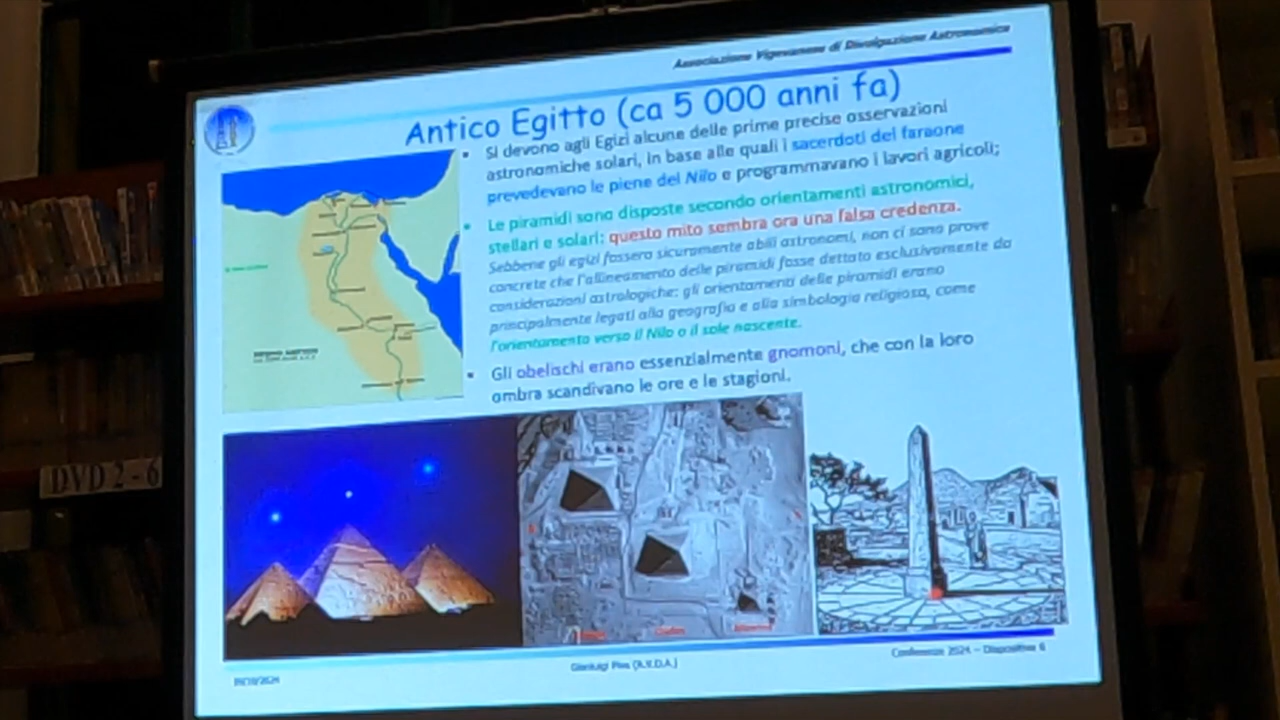 Associazione Vigevanese di Divulgazione Astronomica
Antico Egitto (ca 5 000 anni fa)
Si devono agli Egizi alcune delle prime precise osservazioni
astronomiche solari, in base alle quali i sacerdoti del faraone
prevedevano le piene del Nilo e programmavano i lavori agricoli;
Le piramidi sono disposte secondo orientamenti astronomici,
stellari e solari: questo mito sembra ora una falsa credenza.
Sebbene gli egizi fossero sicuramente abili astronomi, non ci sono prove
concrete che l'allineamento delle piramidi fosse dettato esclusivamente da
considerazioni astrologiche: gli orientamenti delle piramidi erano
principalmente legati alla geografia e alla simbologia religiosa, come
l'orientamento verso il Nilo o il sole nascente.
Gli obelischi erano essenzialmente gnomoni, che con la loro
ombra scandivano le ore e le stagioni.
DVD 2-6
Gianluigi (A.V.D.A.)
Conferenze 2024 - Diapositiva 6